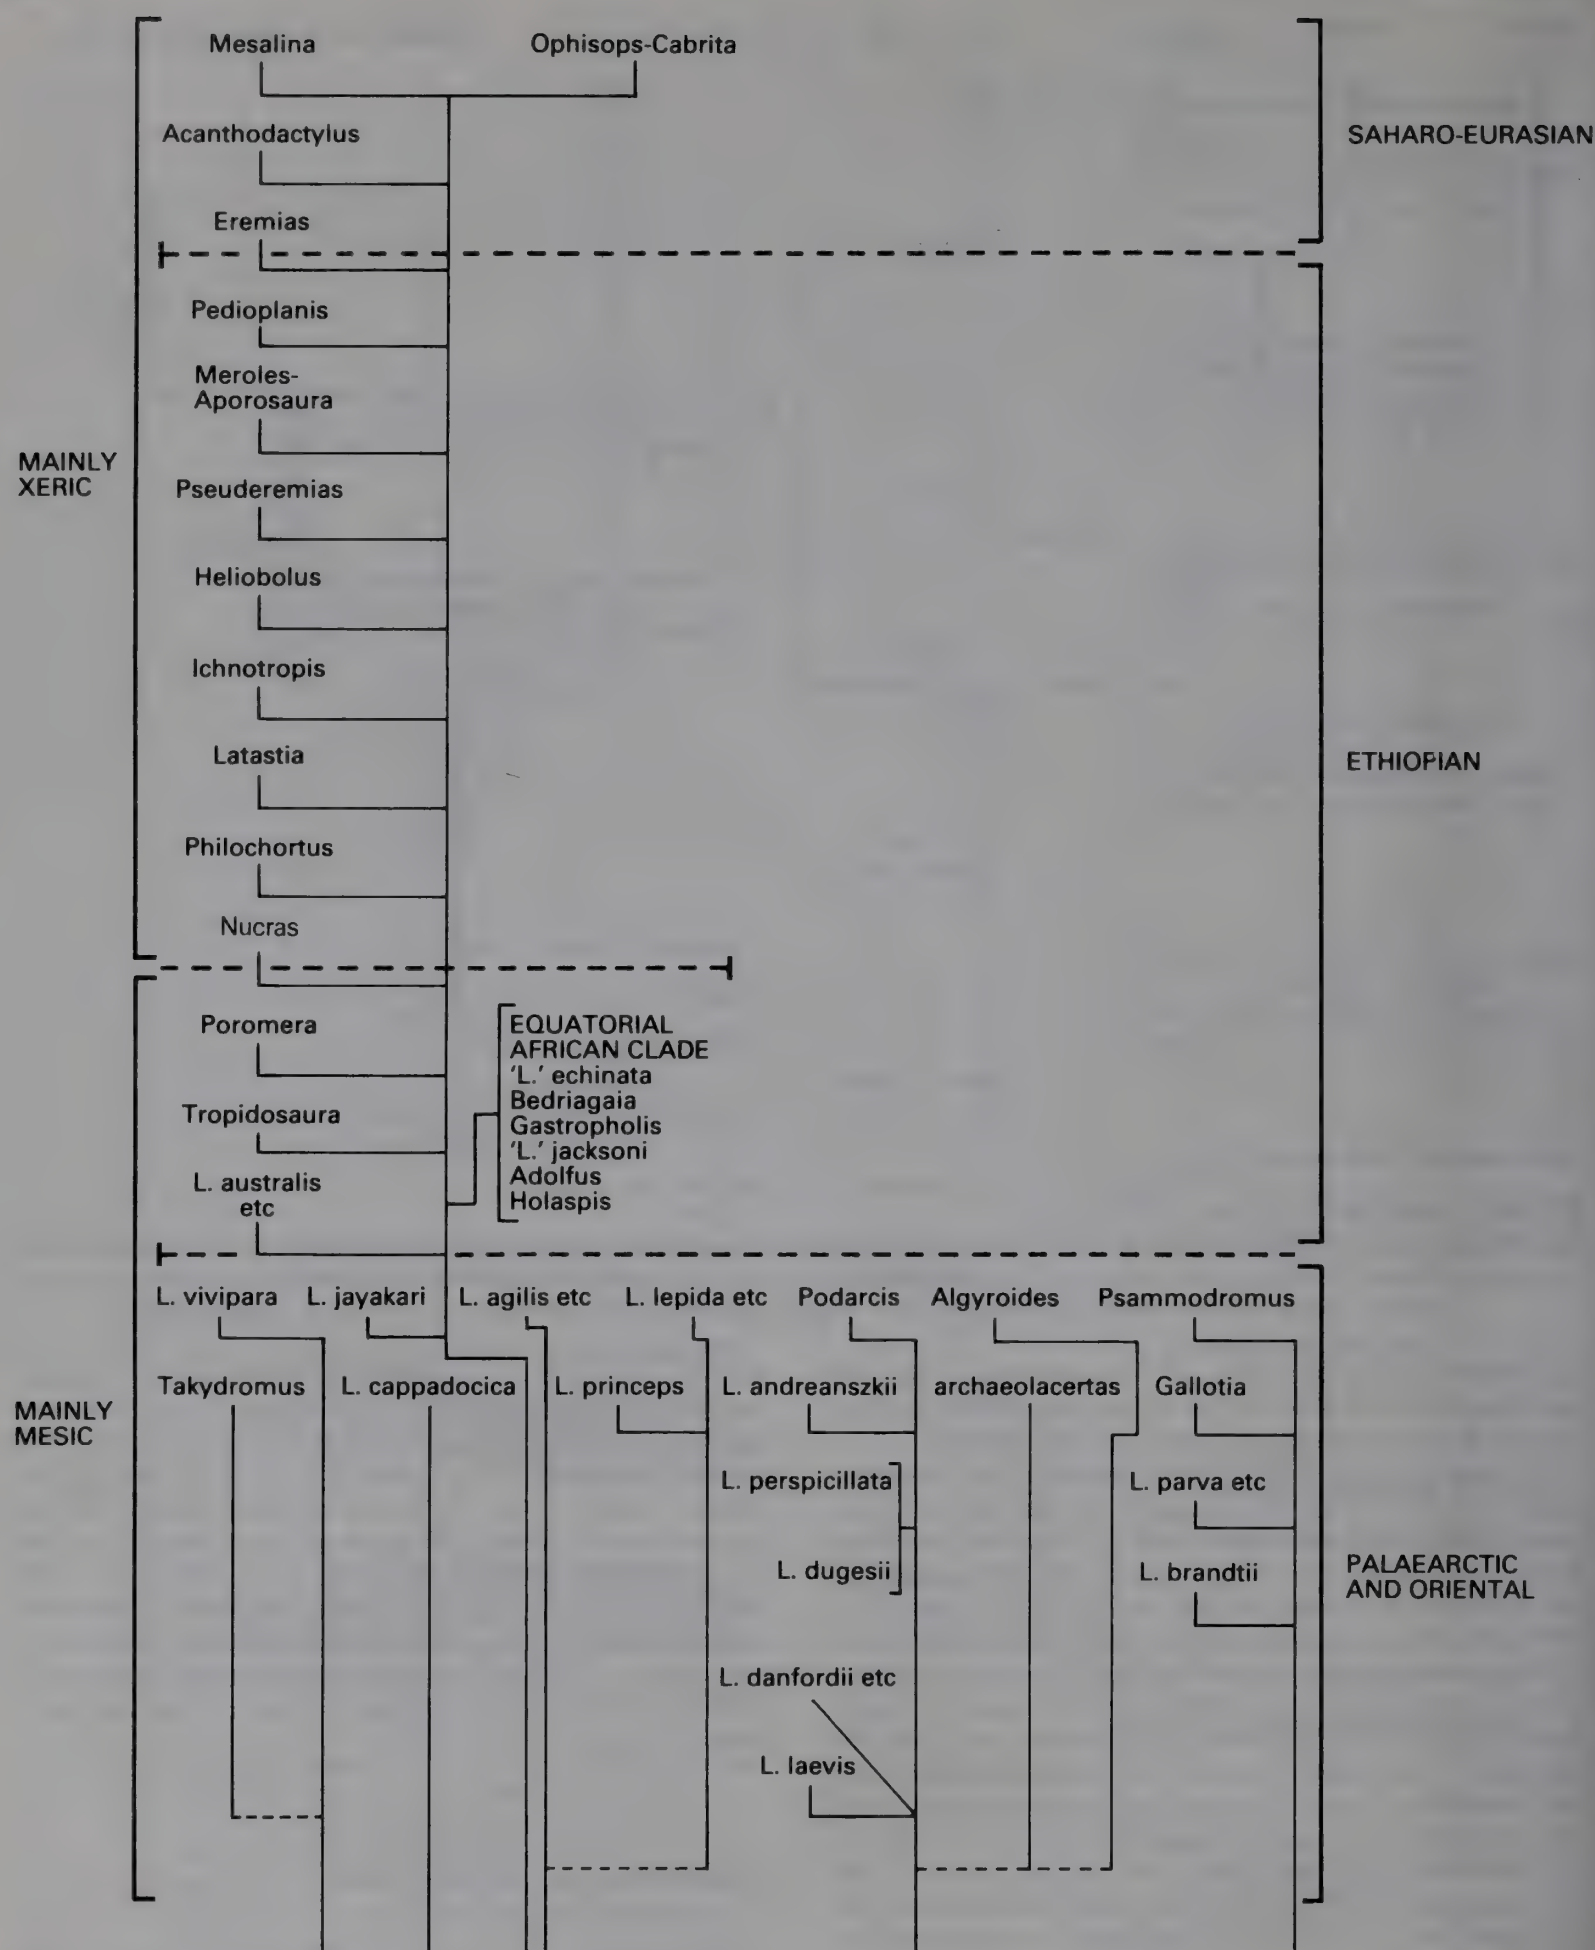 Mesalina
Ophisops-Cabrita
Acanthodactylus
SAHARO-EURASIAN
Eremias
Pedioplanis
Meroles-
Aporosaura
MAINLY
XERIC
Pseuderemias
Heliobolus
Ichnotropis
Latastia
ETHIOPIAN
Philochortus
Nucras
Poromera
EQUATORIAL
AFRICAN CLADE
'L.' echinata
Bedriagaia
Gastropholis
'L.' jacksoni
Adolfus
Holaspis
Tropidosaura
L. australis
etc
L. vivipara
L. jayakari
L. agilis etc
L. lepida etc
Podarcis
Algyroides
Psammodromus
Takydromus
L. cappadocica
L. princeps
L. andreanszkii
archaeolacertas
Gallotia
MAINLY
MESIC
L. perspicillata
L. parva etc
L. dugesii
L. brandtii
PALAEARCTIC
AND ORIENTAL
L. danfordii etc
L. laevis